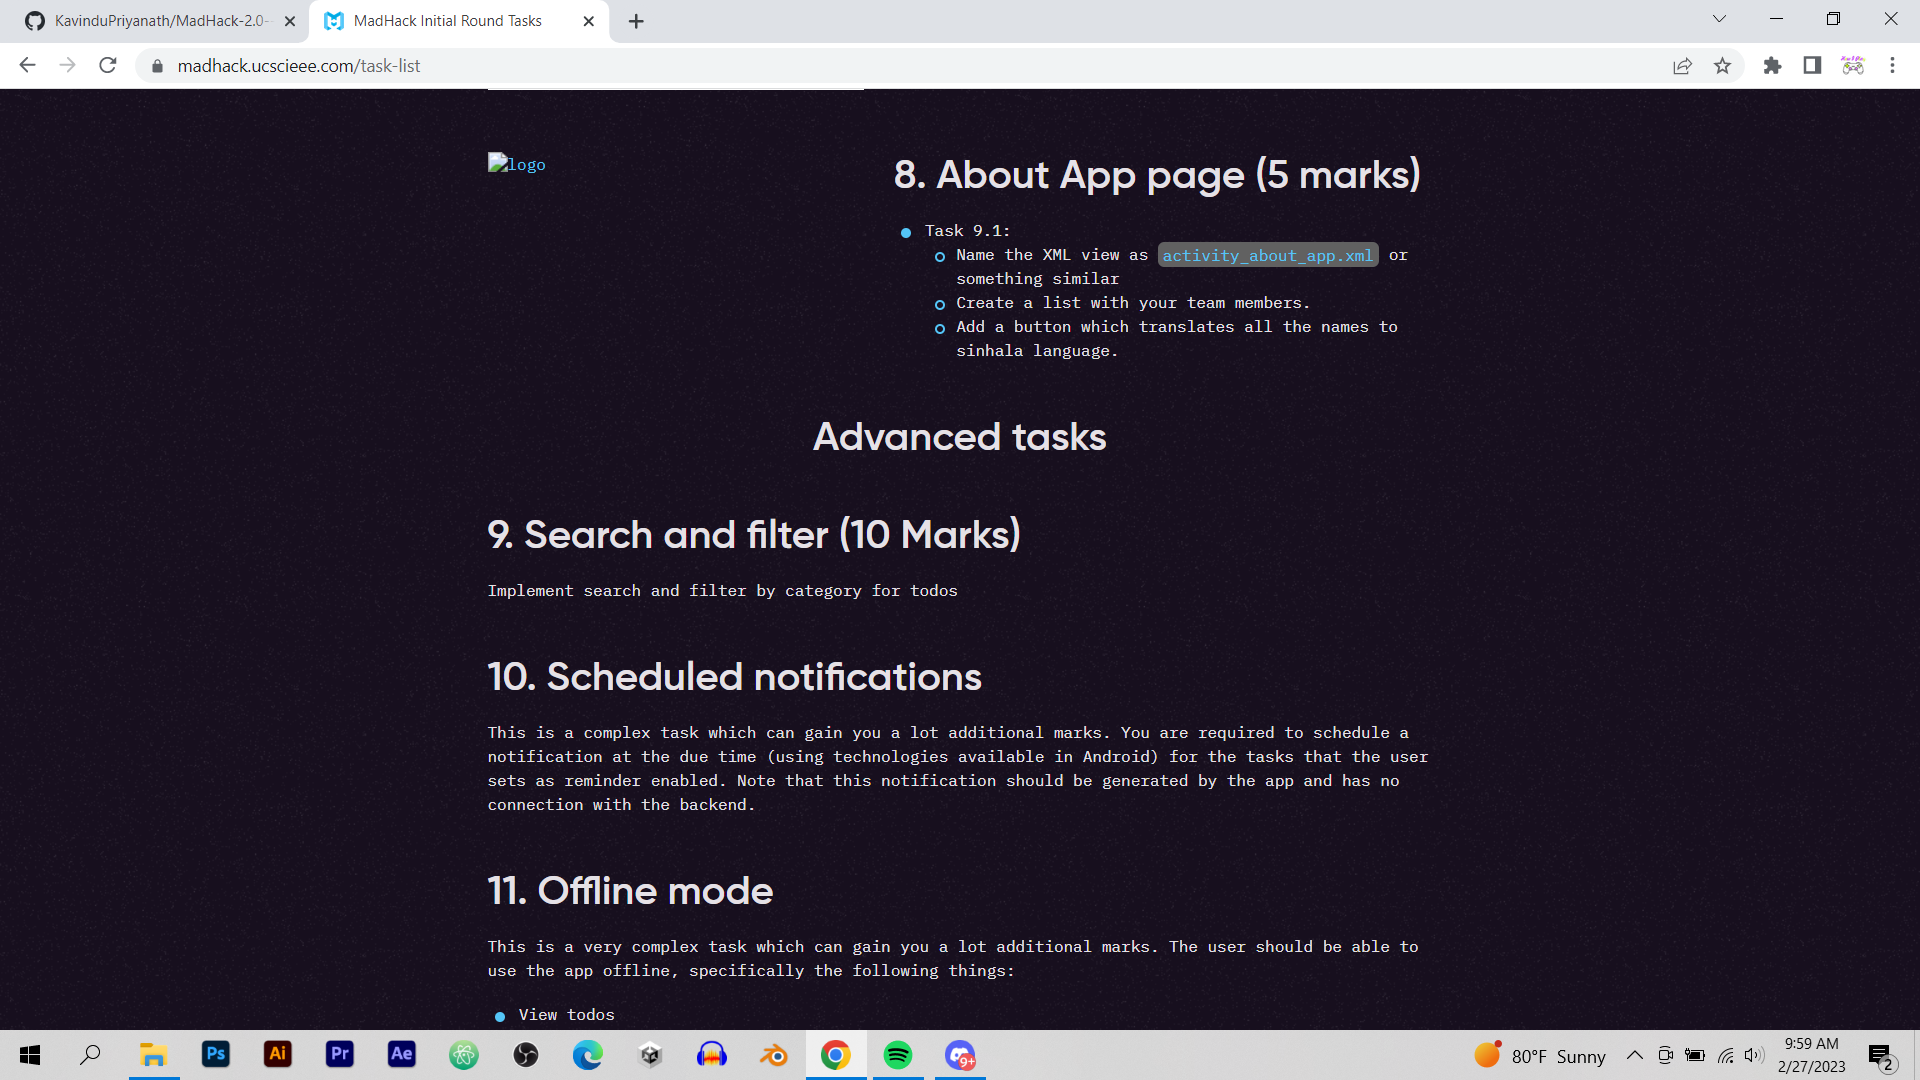 KavinduPriyanath/MadHack-2.0-
MadHack Initial Round Tasks
madhack.ucscieee.com/task-list
logo
8. About App page (5 marks)
Task 9.1:
Name the XML view as activity_about_app.xml or
something similar
Create a list with your team members.
Add a button which translates all the names to
sinhala language.
Advanced tasks
9. Search and filter (10 Marks)
Implement search and filter by category for todos
10. Scheduled notifications
This is a complex task which can gain you a lot additional marks. You are required to schedule a
notification at the due time (using technologies available in Android) for the tasks that the user
sets as reminder enabled. Note that this notification should be generated by the app and has no
connection with the backend.
11. Offline mode
This is a very complex task which can gain you a lot additional marks. The user should be able to
use the app offline, specifically the following things:
View todos
Ps
Ai
Pr
Ae
9+
80°F Sunny
9:59 AM
2/27/2023
2